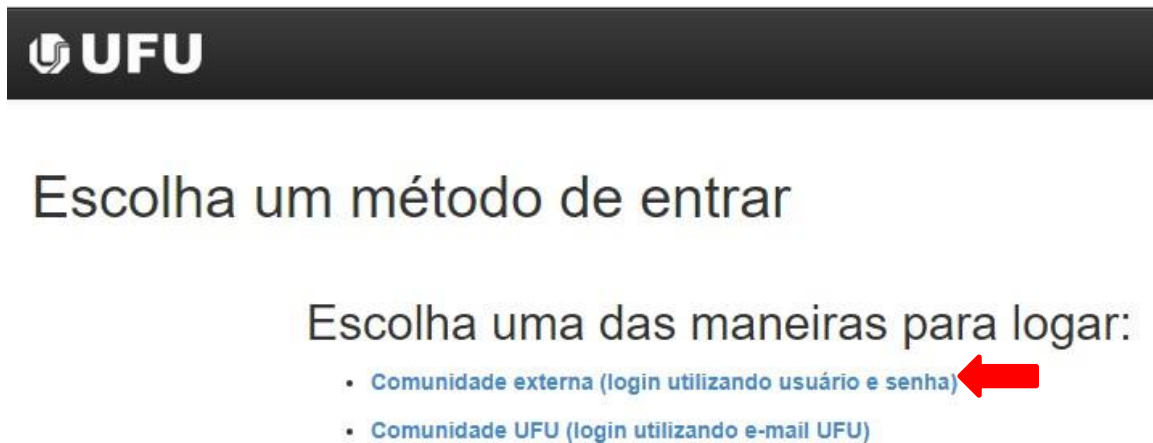 UFU
Escolha um método de entrar
Escolha uma das maneiras para logar:
• Comunidade externa (login utilizando usuário e senha)
• Comunidade UFU (login utilizando e-mail UFU)